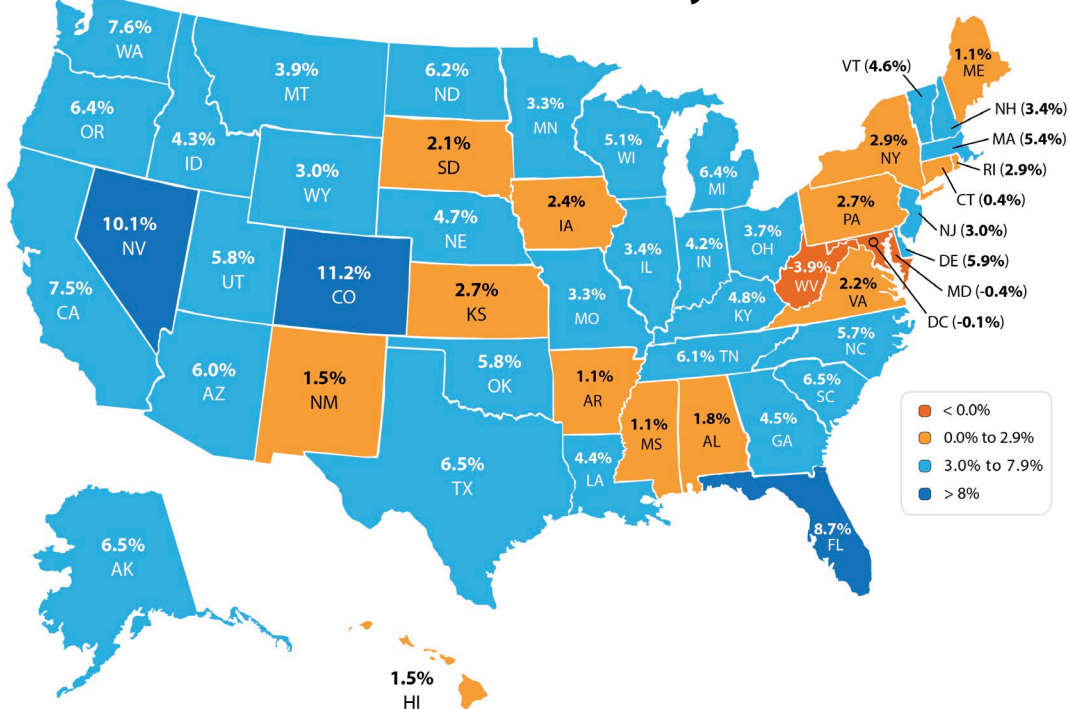 7.6%
WA
6.4%
OR
4.3%
ID
3.9%
MT
6.2%
ND
3.3%
MN
5.1%
WI
6.4%
MI
VT (4.6%)
1.1%
ME
NH (3.4%)
MA (5.4%)
RI (2.9%)
CT (0.4%)
NJ (3.0%)
DE (5.9%)
MD (-0.4%)
DC (-0.1%)
2.9%
NY
2.7%
PA
3.0%
WY
2.1%
SD
2.4%
IA
4.7%
NE
10.1%
NV
5.8%
UT
11.2%
CO
2.7%
KS
3.4%
IL
4.2%
IN
3.7%
OH
-3.9%
WV
2.2%
VA
7.5%
CA
3.3%
MO
4.8%
KY
5.7%
NC
6.1% TN
6.0%
AZ
1.5%
NM
5.8%
OK
1.1%
AR
6.5%
SC
1.1%
MS
1.8%
AL
4.5%
GA
6.5%
TX
4.4%
LA
8.7%
FL
6.5%
AK
1.5%
HI
< 0.0%
0.0% to 2.9%
3.0% to 7.9%
> 8%